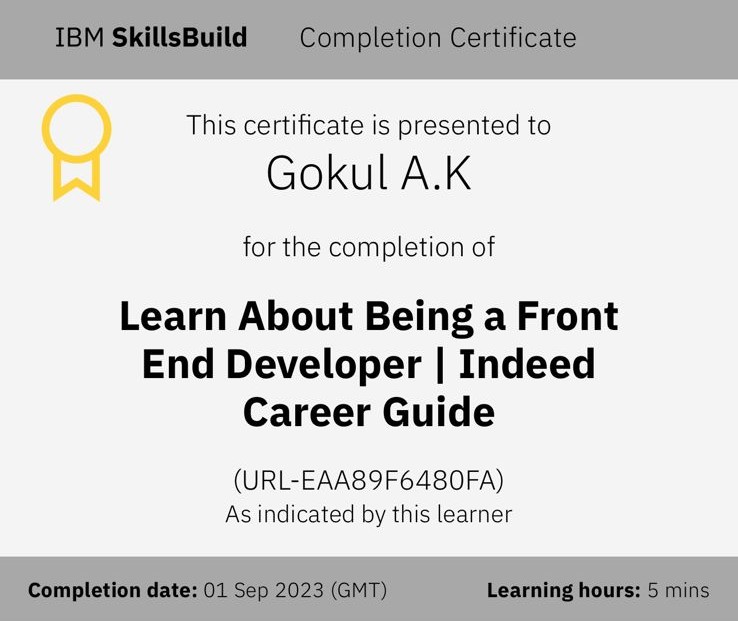 IBM SkillsBuild Completion Certificate
This certificate is presented to
Gokul A.K
for the completion of
Learn About Being a Front
End Developer | Indeed
Career Guide
(URL-EAA89F6480FA)
As indicated by this learner
Completion date: 01 Sep 2023 (GMT) Learning hours: 5 mins